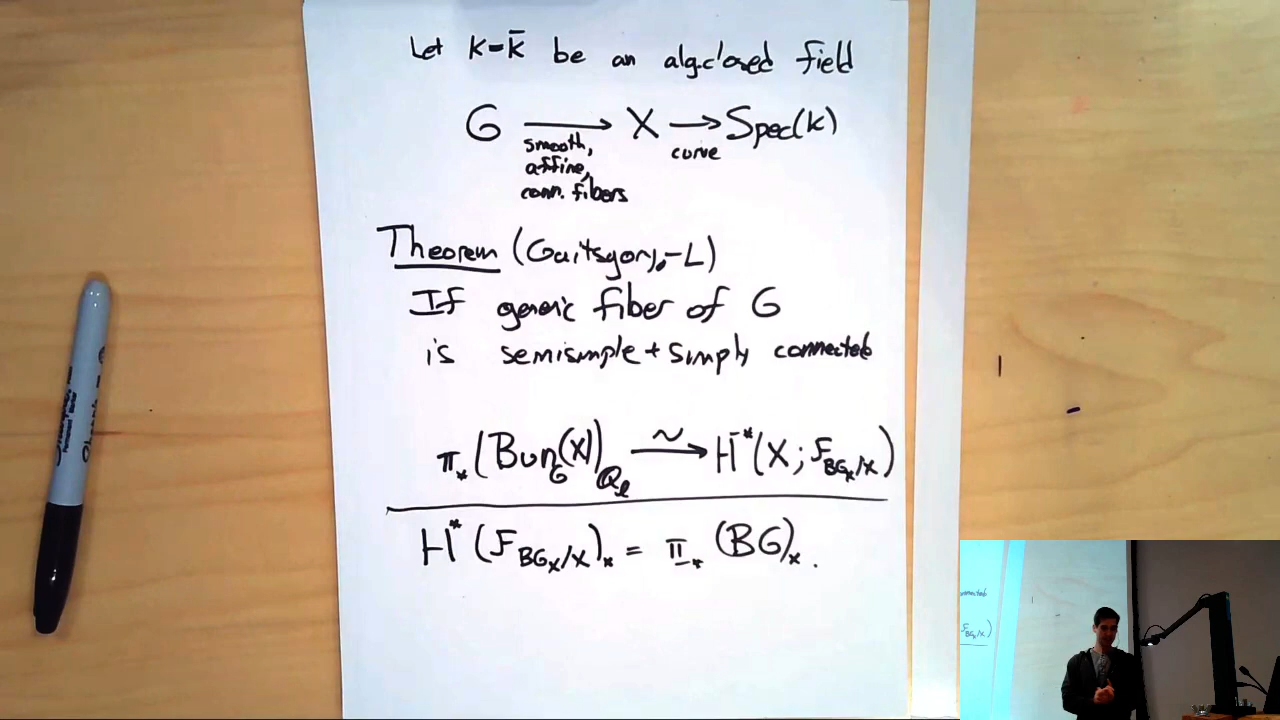 Let k=k̄ be an alg.closed field
G ⟶ X ⟶ Spec(k)
smooth, affine, conn. fibers
curve
Theorem (Gaitsgory,-L)
If generic fiber of G
is semisimple + simply connected
π_*(Bun_G(X))_{Q_ℓ} ⥲ H^*(X; F_{BG_x/X})
H^*(F_{BG_x/X})_x = π_*(BG)_x.